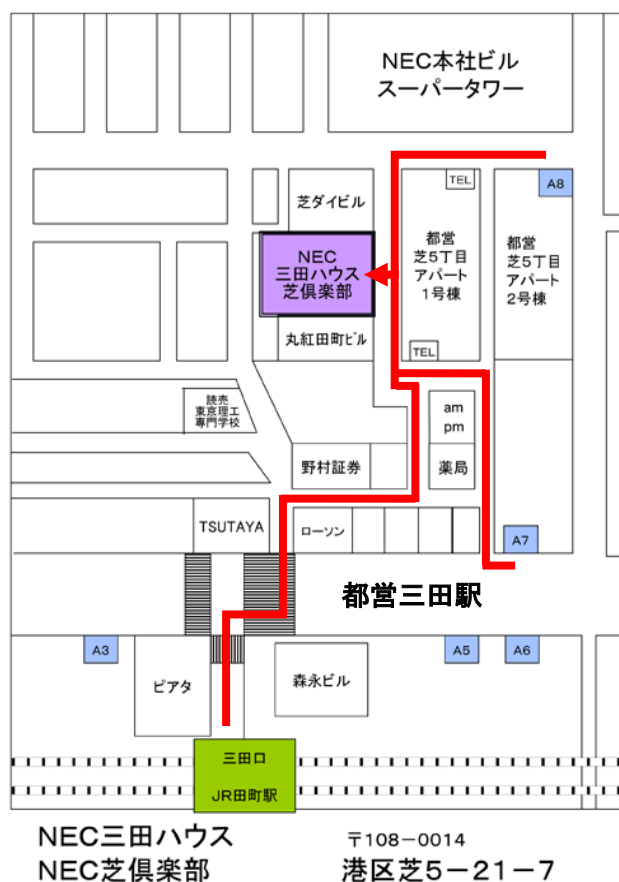 NEC本社ビル
スーパータワー
TEL
A8
芝ダイビル
都営
芝5丁目
アパート
1号棟
都営
芝5丁目
アパート
2号棟
NEC
三田ハウス
芝倶楽部
丸紅田町ビル
TEL
読売
東京理工
専門学校
am
pm
野村証券
薬局
TSUTAYA
ローソン
A7
都営三田駅
A3
ピアタ
森永ビル
A5
A6
三田口
JR田町駅
NEC三田ハウス
〒108-0014
NEC芝倶楽部
港区芝5-21-7